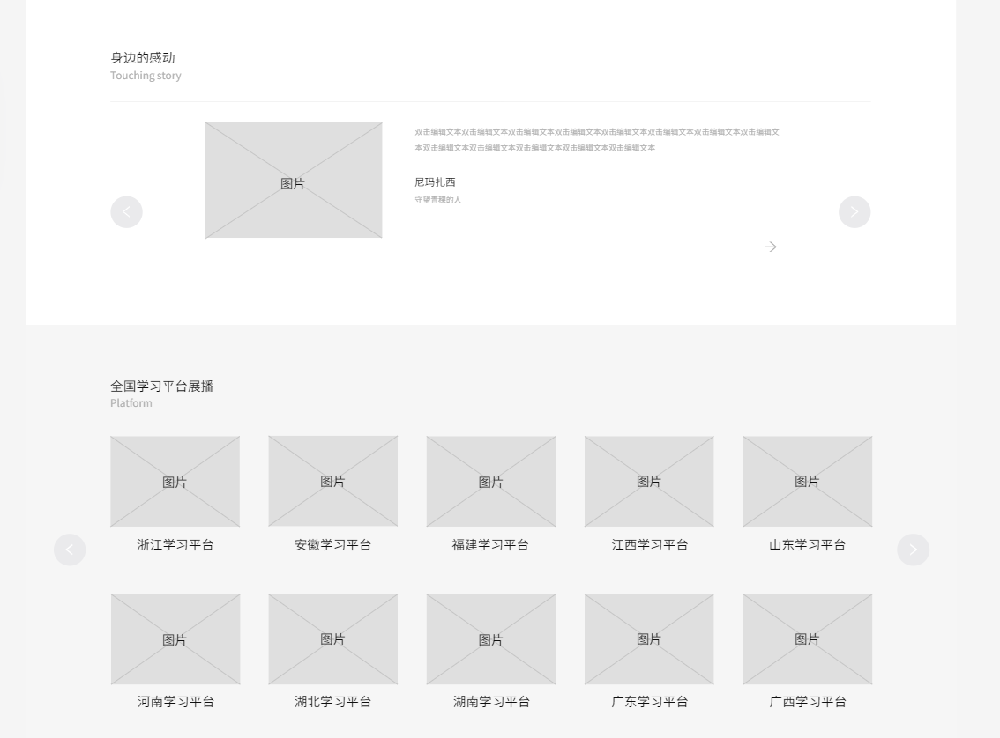 身边的感动
Touching story
双击编辑文本双击编辑文本双击编辑文本双击编辑文本双击编辑文本双击编辑文本双击编辑文本双击编辑文
本双击编辑文本双击编辑文本双击编辑文本双击编辑文本双击编辑文本
图片
尼玛扎西
守望青稞的人
全国学习平台展播
Platform
图片
图片
图片
图片
图片
浙江学习平台
安徽学习平台
福建学习平台
江西学习平台
山东学习平台
图片
图片
图片
图片
图片
河南学习平台
湖北学习平台
湖南学习平台
广东学习平台
广西学习平台